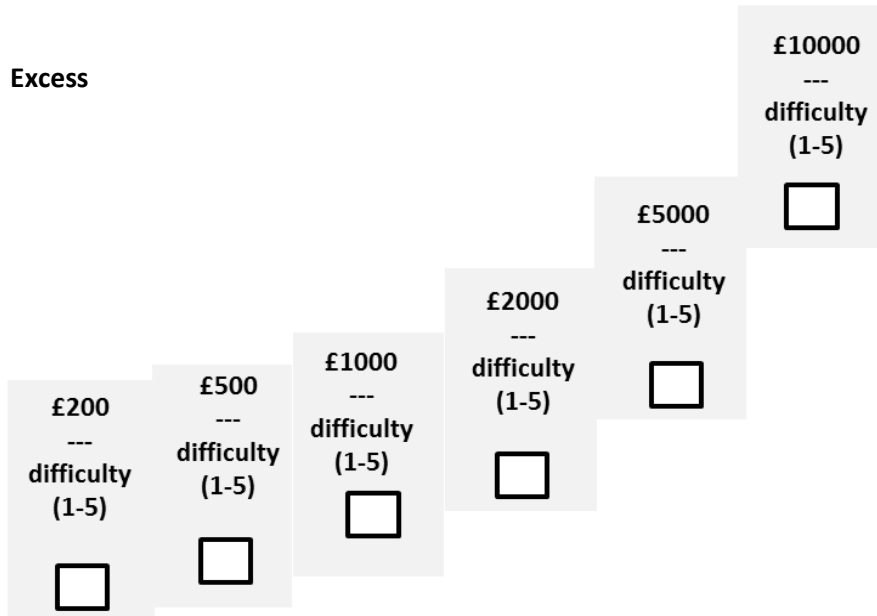 Excess
£200
---
difficulty
(1-5)
£500
---
difficulty
(1-5)
£1000
---
difficulty
(1-5)
£2000
---
difficulty
(1-5)
£5000
---
difficulty
(1-5)
£10000
---
difficulty
(1-5)